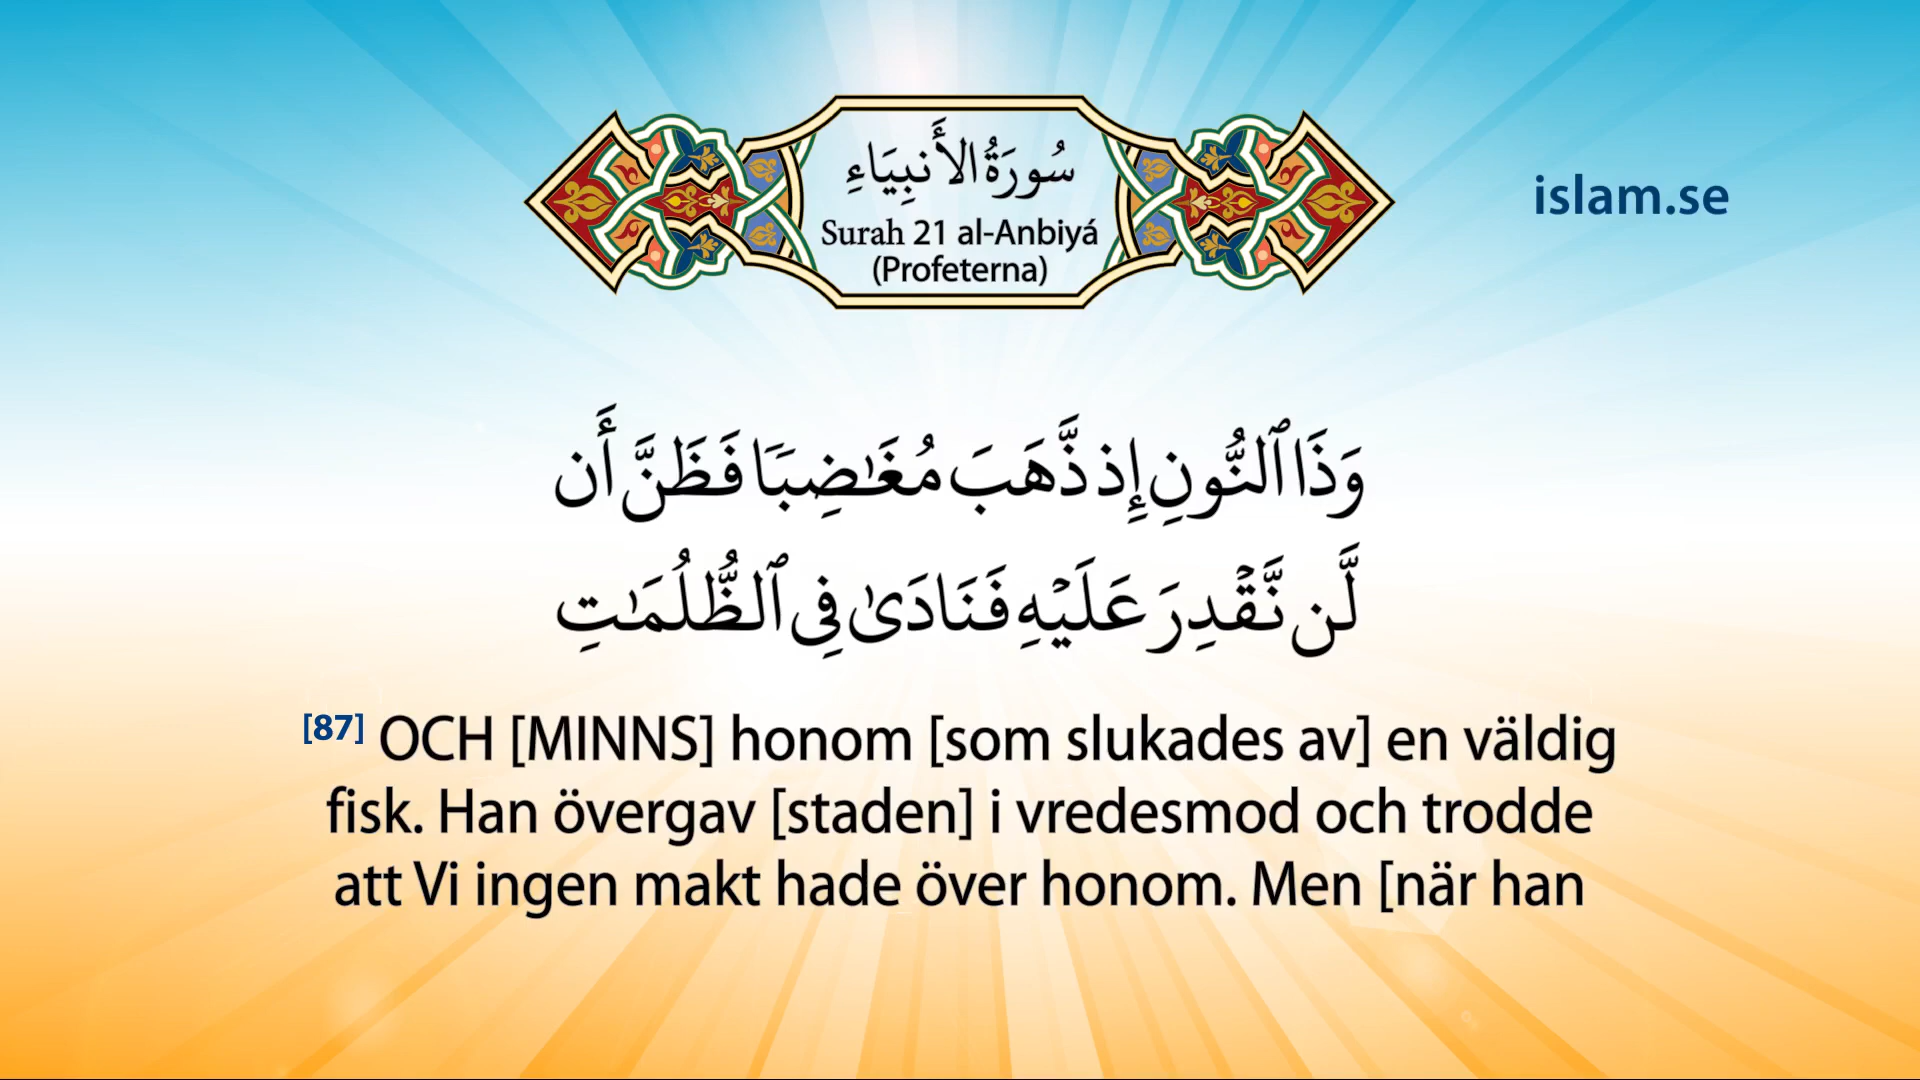 سُورَةُ الأَنبِيَاءِ
Surah 21 al-Anbiyá
(Profeterna)
islam.se
وَذَا ٱلنُّونِ إِذ ذَّهَبَ مُغَٰضِبًا فَظَنَّ أَن
لَّن نَّقْدِرَ عَلَيْهِ فَنَادَىٰ فِى ٱلظُّلُمَٰتِ
[87] OCH [MINNS] honom [som slukades av] en väldig
fisk. Han övergav [staden] i vredesmod och trodde
att Vi ingen makt hade över honom. Men [när han